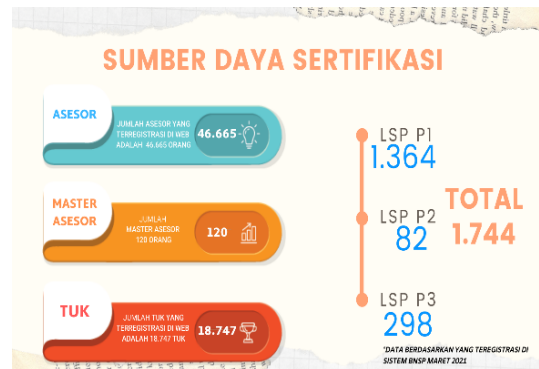 SUMBER DAYA SERTIFIKASI
ASESOR
JUMLAH ASESOR YANG
TERREGISTRASI DI WEB
ADALAH 46.665 ORANG
46.665
MASTER
ASESOR
JUMLAH
MASTER ASESOR
120 ORANG
120
TUK
JUMLAH TUK YANG
TERREGISTRASI DI WEB
ADALAH 18.747 TUK
18.747
LSP P1
1.364
LSP P2
82
LSP P3
298
TOTAL
1.744
*DATA BERDASARKAN YANG TEREGISTRASI DI
SISTEM BNSP MARET 2021